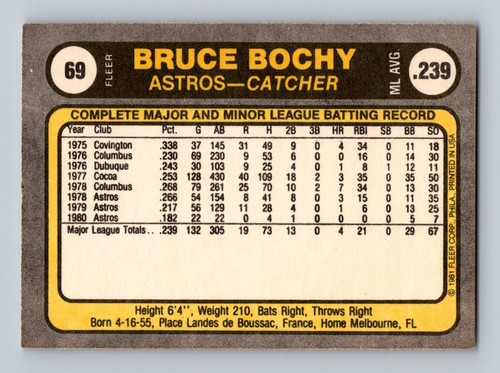 69
FLEER
BRUCE BOCHY
ASTROS—CATCHER
ML AVG.
.239
COMPLETE MAJOR AND MINOR LEAGUE BATTING RECORD
Year Club Pct. G AB R H 2B 3B HR RBI SB BB SO
1975 Covington .338 37 145 31 49 9 0 4 34 0 11 18
1976 Columbus .230 69 230 9 53 6 0 0 16 0 14 30
1976 Dubuque .243 30 103 9 25 4 0 1 8 1 12 11
1977 Cocoa .253 128 430 40 109 18 2 3 35 0 35 50
1978 Columbus .268 79 261 25 70 10 2 7 34 0 30
1978 Astros .266 54 154 8 41 8 0 3 15 0 11 35
1979 Astros .217 56 129 11 28 4 0 1 6 0 13 25
1980 Astros .182 22 22 0 4 1 0 0 0 0 5 7
Major League Totals . . .239 132 305 19 73 13 0 4 21 0 29 67
© 1981 FLEER CORP., PHILA., PRINTED IN USA
Height 6'4", Weight 210, Bats Right, Throws Right
Born 4-16-55, Place Landes de Boussac, France, Home Melbourne, FL